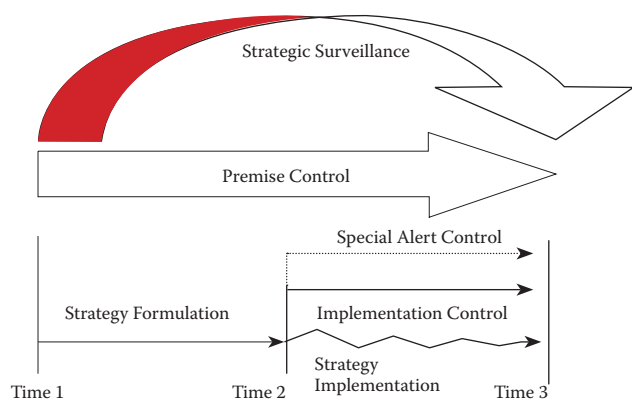 Strategic Surveillance
Premise Control
Special Alert Control
Strategy Formulation
Implementation Control
Strategy
Implementation
Time 1
Time 2
Time 3